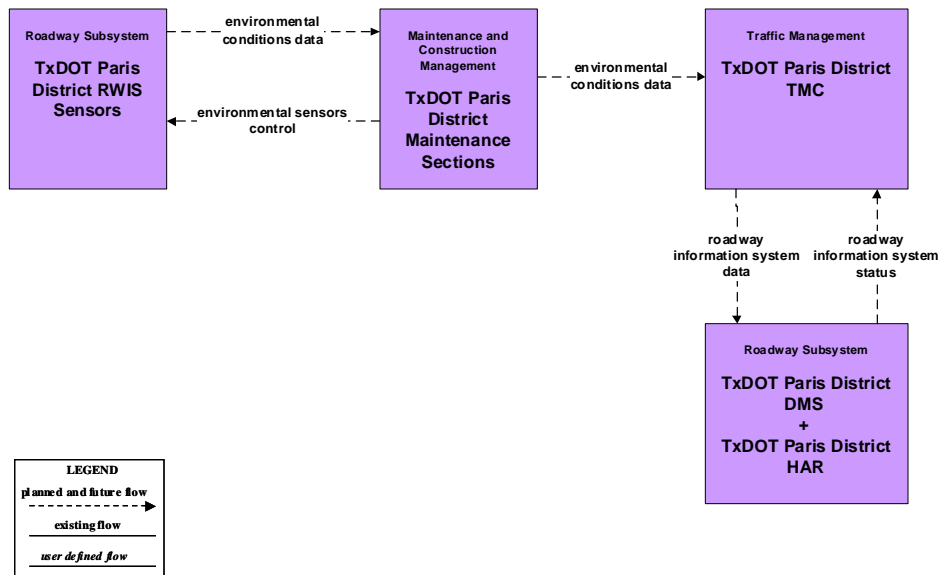 Roadway Subsystem
TxDOT Paris
District RWIS
Sensors
environmental
conditions data
environmental sensors
control
Maintenance and
Construction
Management
TxDOT Paris
District
Maintenance
Sections
environmental
conditions data
Traffic Management
TxDOT Paris District
TMC
roadway
information system
data
roadway
information system
status
Roadway Subsystem
TxDOT Paris District
DMS
+
TxDOT Paris District
HAR
LEGEND
planned and future flow
existing flow
user defined flow